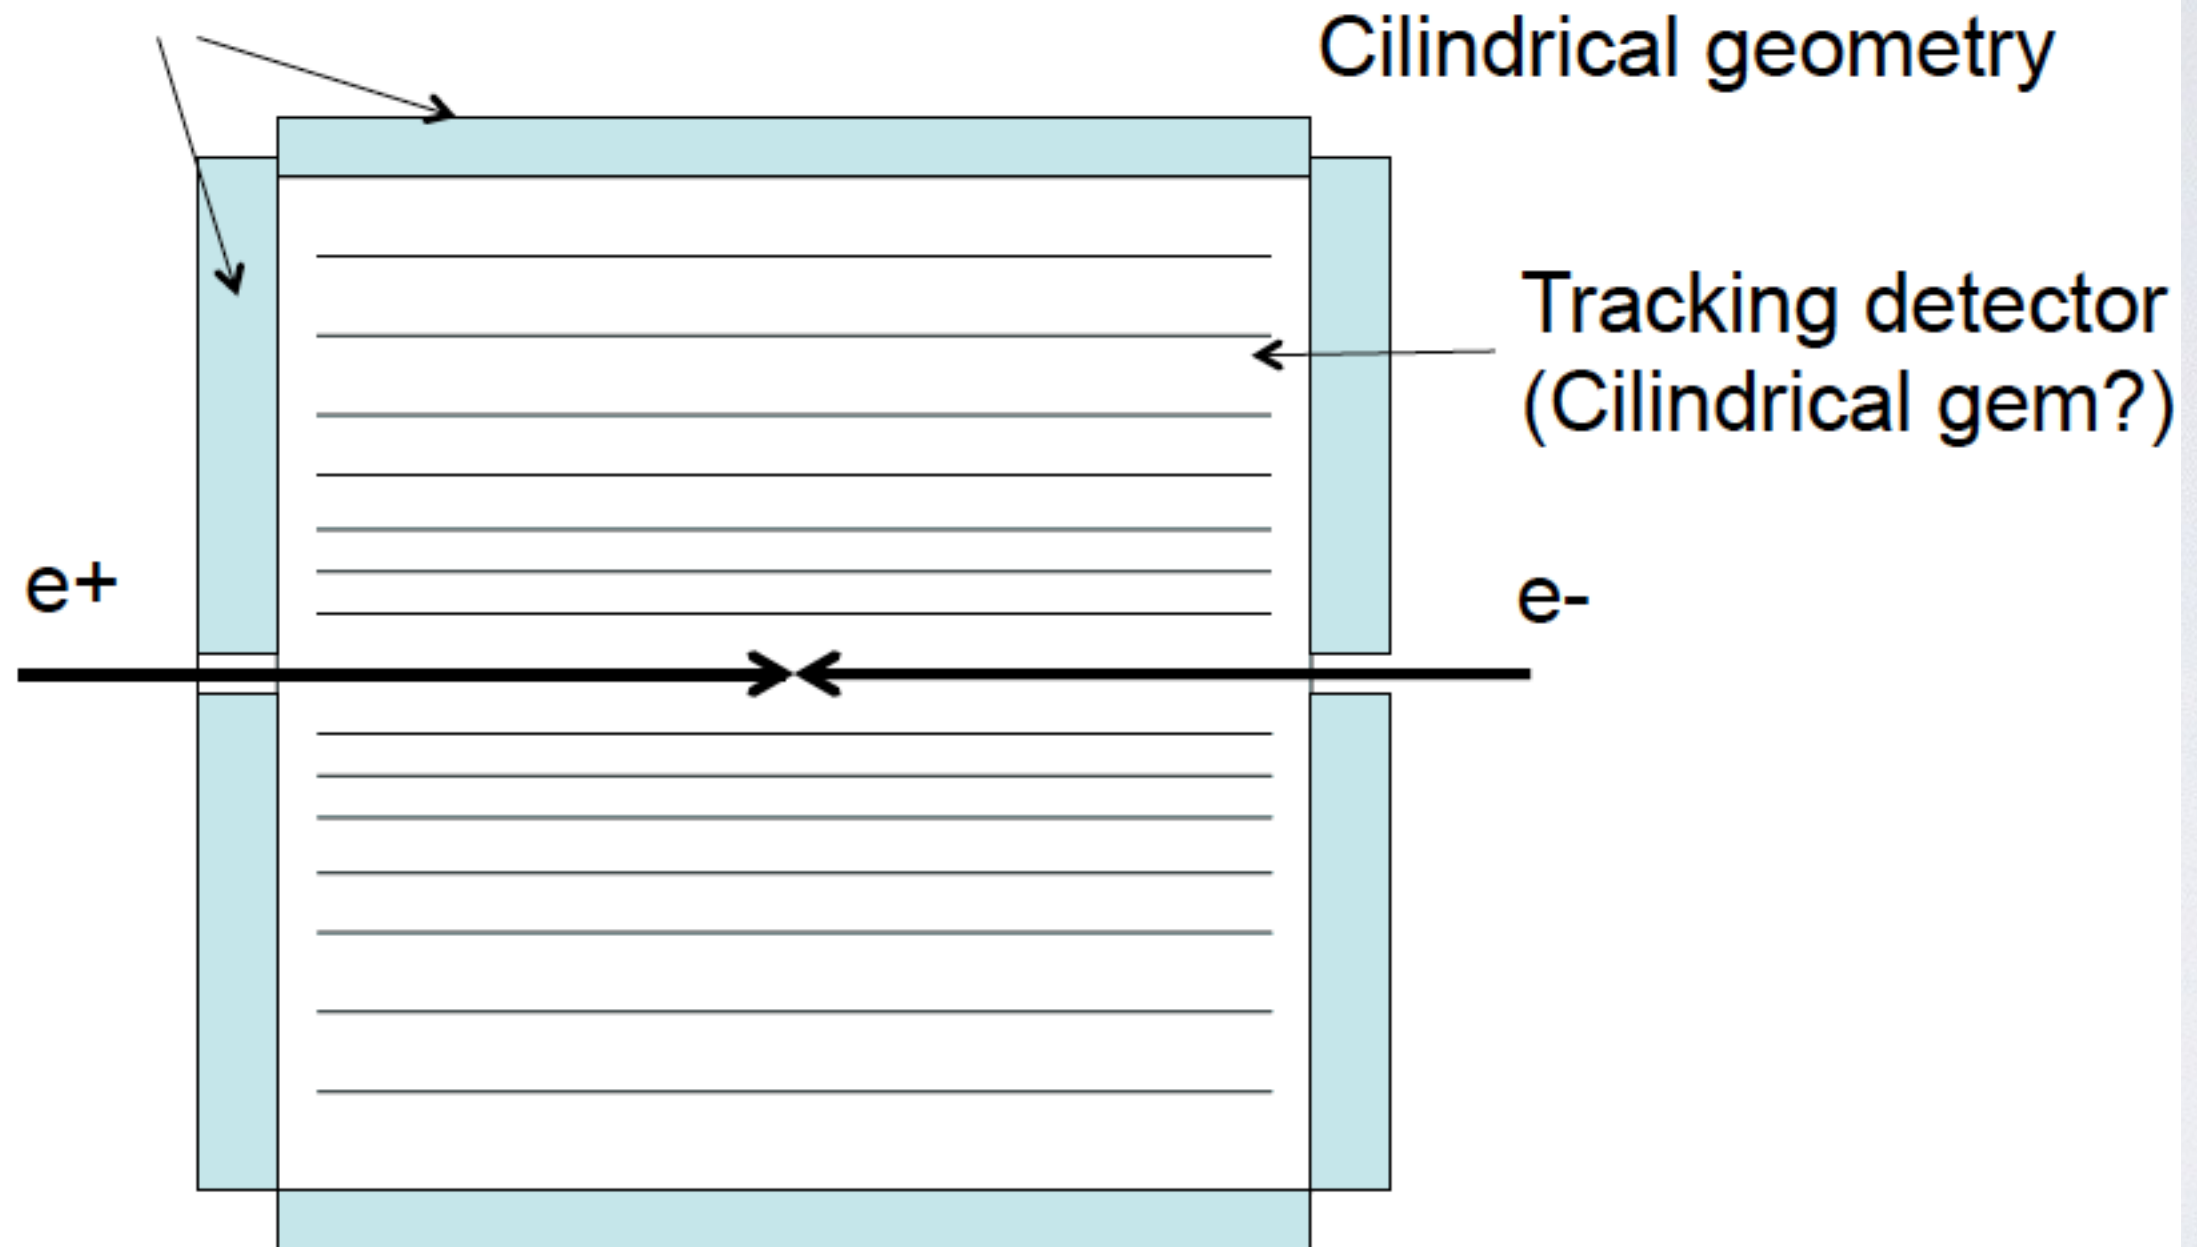 Cilindrical geometry
Tracking detector
(Cilindrical gem?)
e+
e-